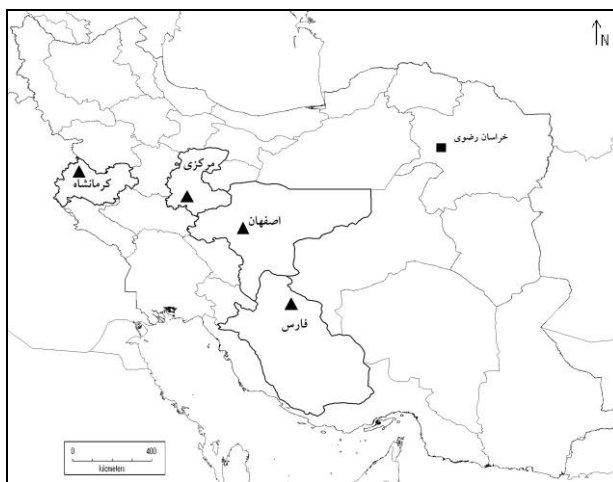 N
خراسان رضوی
مرکزی
کرمانشاه
اصفهان
فارس
0 400
kilometers